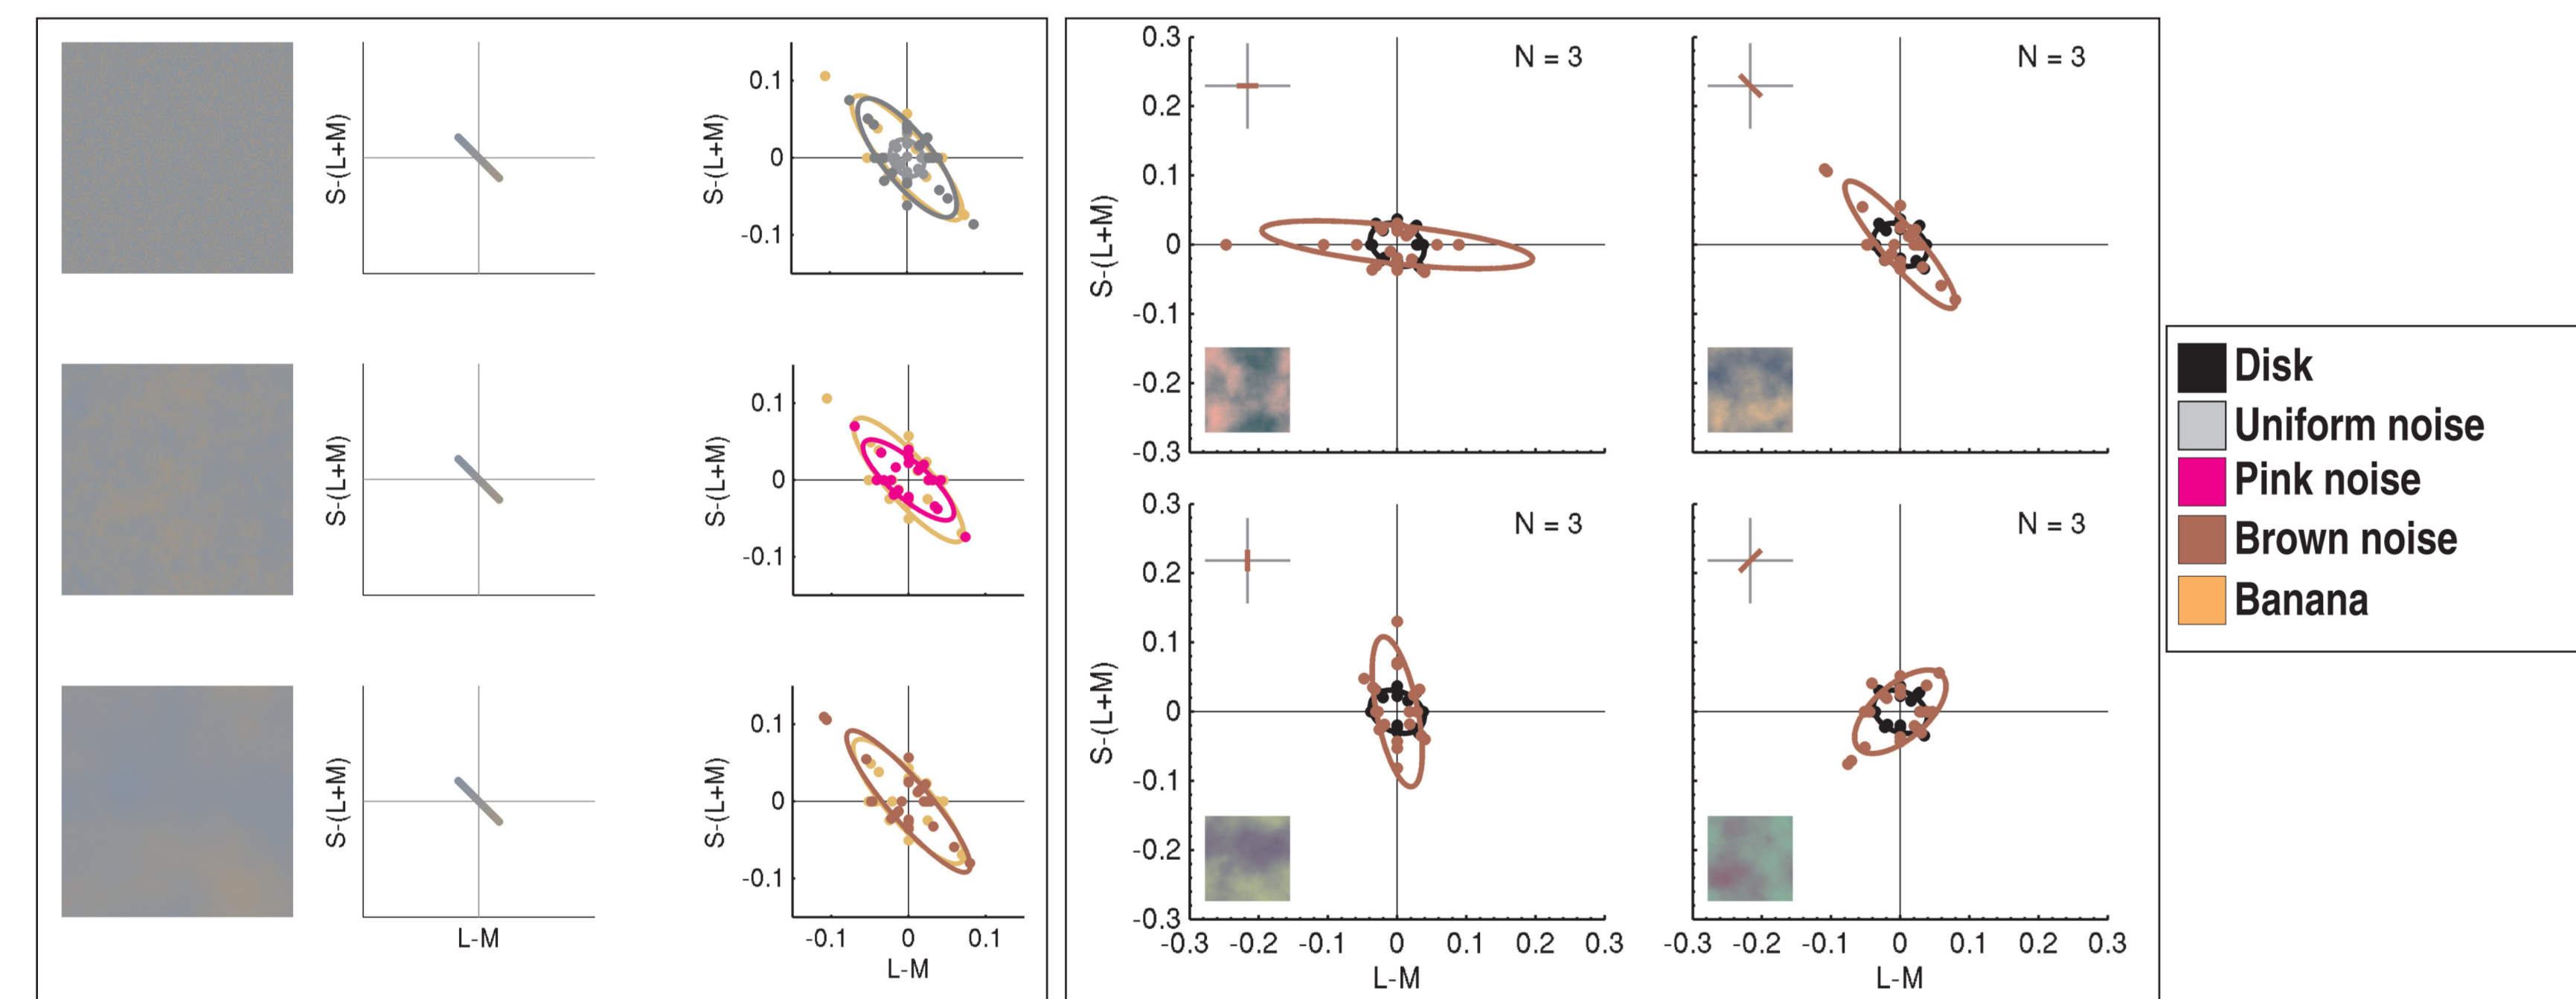 S-(L+M)
S-(L+M)
0.1
0
-0.1
S-(L+M)
S-(L+M)
0.1
0
-0.1
S-(L+M)
S-(L+M)
0.1
0
-0.1
L-M
-0.1 0 0.1
L-M
S-(L+M)
0.3
0.2
0.1
0
-0.1
-0.2
-0.3
N = 3
N = 3
S-(L+M)
0.3
0.2
0.1
0
-0.1
-0.2
-0.3
N = 3
N = 3
-0.3 -0.2 -0.1 0 0.1 0.2 0.3
L-M
-0.3 -0.2 -0.1 0 0.1 0.2 0.3
L-M
Disk
Uniform noise
Pink noise
Brown noise
Banana